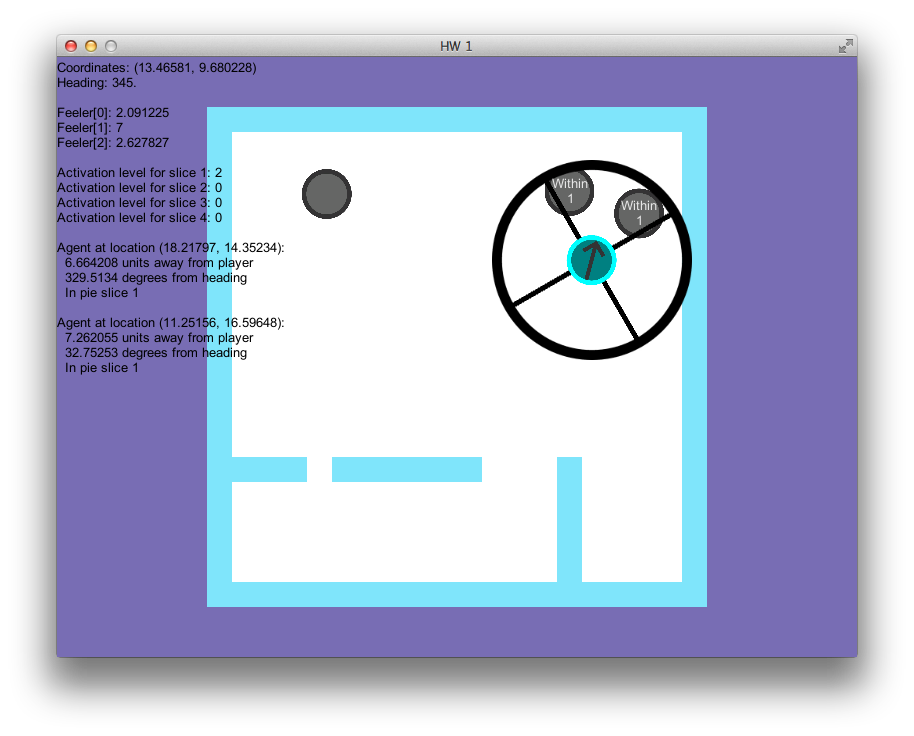 HW 1
Coordinates: (13.46581, 9.680228)
Heading: 345.
Feeler[0]: 2.091225
Feeler[1]: 7
Feeler[2]: 2.627827
Activation level for slice 1: 2
Activation level for slice 2: 0
Activation level for slice 3: 0
Activation level for slice 4: 0
Agent at location (18.21797, 14.35234):
6.664208 units away from player
329.5134 degrees from heading
In pie slice 1
Agent at location (11.25156, 16.59648):
7.262055 units away from player
32.75253 degrees from heading
In pie slice 1
Within
1
Within
1